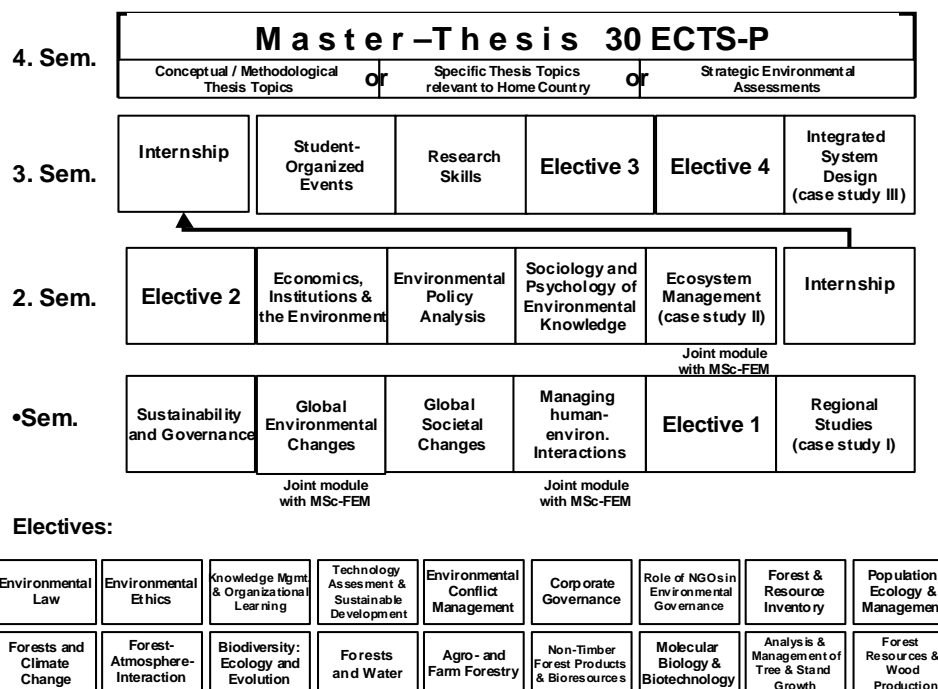 4. Sem.
Master–Thesis 30 ECTS-P
Conceptual / Methodological
Thesis Topics
or
Specific Thesis Topics
relevant to Home Country
or
Strategic Environmental
Assessments
3. Sem.
Internship
Student-
Organized
Events
Research
Skills
Elective 3
Elective 4
Integrated
System
Design
(case study III)
2. Sem.
Elective 2
Economics,
Institutions &
the Environment
Environmental
Policy
Analysis
Sociology and
Psychology of
Environmental
Knowledge
Ecosystem
Management
(case study II)
Internship
Joint module
with MSc-FEM
•Sem.
Sustainability
and Governance
Global
Environmental
Changes
Global
Societal
Changes
Managing
human-
environ.
Interactions
Elective 1
Regional
Studies
(case study I)
Joint module
with MSc-FEM
Joint module
with MSc-FEM
Electives:
Environmental
Law
Environmental
Ethics
Knowledge Mgmt.
& Organizational
Learning
Technology
Assesment &
Sustainable
Development
Environmental
Conflict
Management
Corporate
Governance
Role of NGOs in
Environmental
Governance
Forest &
Resource
Inventory
Population
Ecology &
Management
Forests and
Climate
Change
Forest-
Atmosphere-
Interaction
Biodiversity:
Ecology and
Evolution
Forests
and Water
Agro- and
Farm Forestry
Non-Timber
Forest Products
& Bioresources
Molecular
Biology &
Biotechnology
Analysis &
Management of
Tree & Stand
Growth
Forest
Resources &
Wood
Production